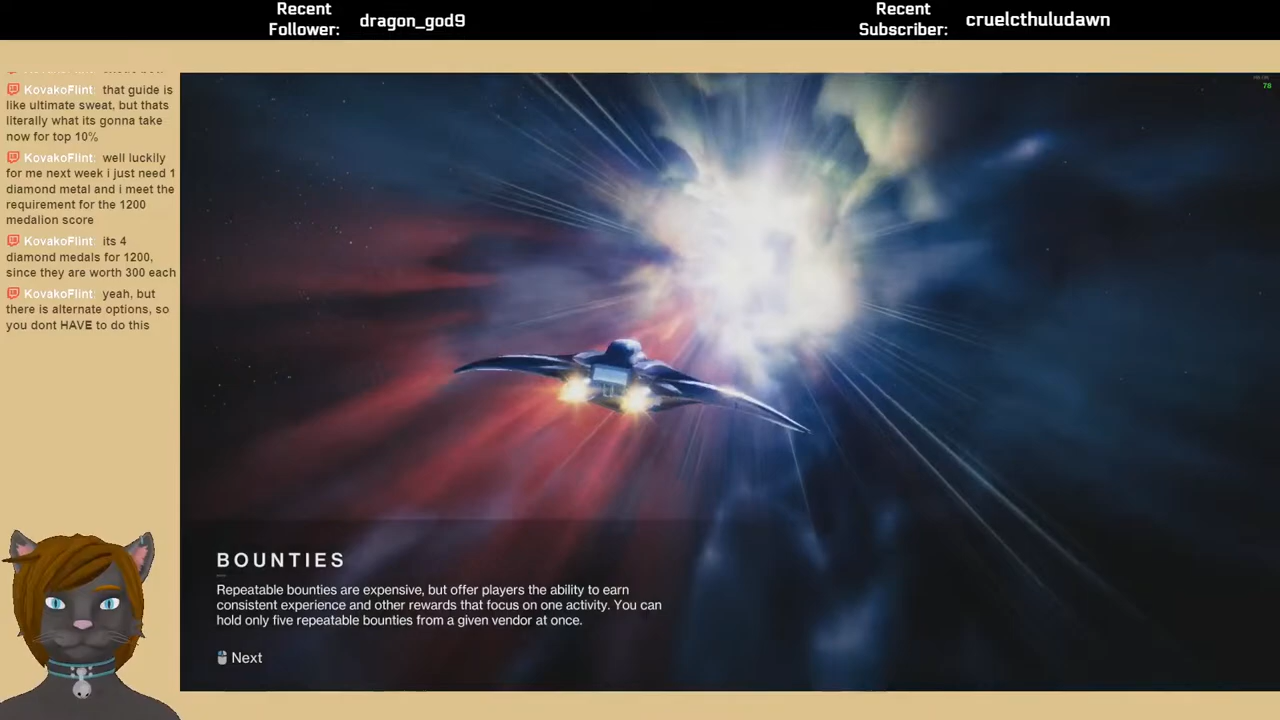 Recent
Follower:
dragon_god9
Recent
Subscriber:
cruelcthuludawn
KovakoFlint: that guide is
like ultimate sweat, but thats
literally what its gonna take
now for top 10%
KovakoFlint: well luckily
for me next week i just need 1
diamond metal and i meet the
requirement for the 1200
medalion score
KovakoFlint: its 4
diamond medals for 1200,
since they are worth 300 each
KovakoFlint: yeah, but
there is alternate options, so
you dont HAVE to do this
78
BOUNTIES
Repeatable bounties are expensive, but offer players the ability to earn
consistent experience and other rewards that focus on one activity. You can
hold only five repeatable bounties from a given vendor at once.
Next